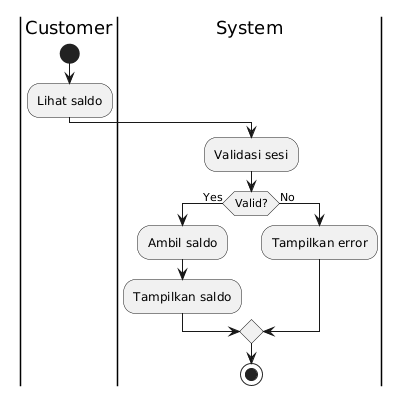 Customer
System
Lihat saldo
Validasi sesi
Valid?
Yes
No
Ambil saldo
Tampilkan error
Tampilkan saldo